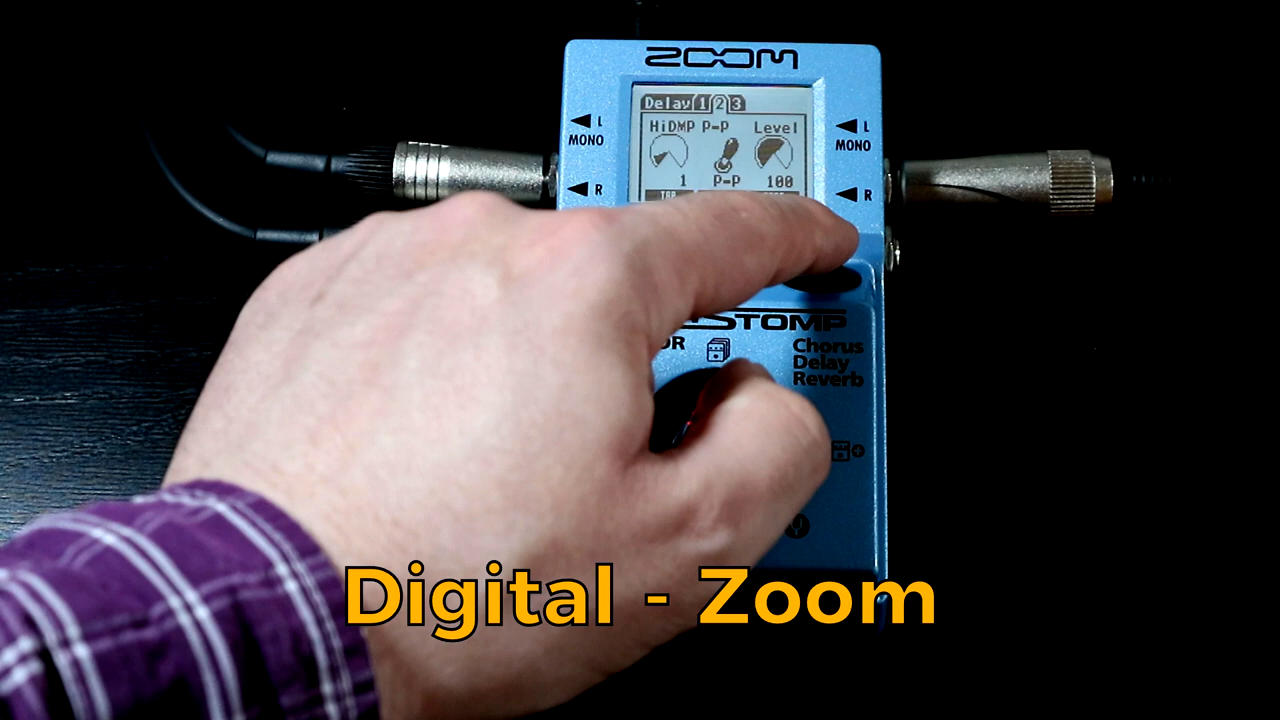 ZOOM
Delay 1 2 3
HiDMP P=P Level
1 P=P 100
L
MONO
R
L
MONO
R
STOMP
Chorus
Delay
Reverb
Digital - Zoom